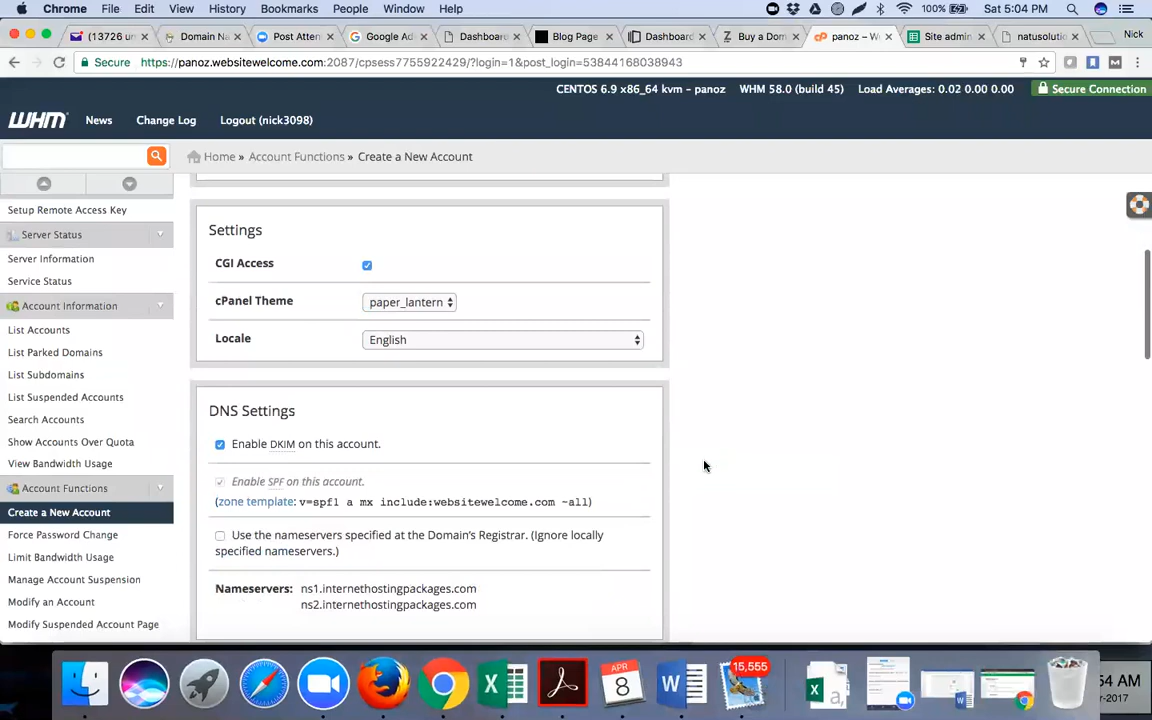 Chrome File Edit View History Bookmarks People Window Help 100% Sat 5:04 PM
(13726 un Domain Na Post Atten Google Ad Dashboard Blog Page Dashboard Buy a Dom panoz – W Site admin natusolutio Nick
Secure https://panoz.websitewelcome.com:2087/cpsess7755922429/?login=1&post_login=53844168038943
CENTOS 6.9 x86_64 kvm - panoz WHM 58.0 (build 45) Load Averages: 0.02 0.00 0.00 Secure Connection
WHM News Change Log Logout (nick3098)
Home » Account Functions » Create a New Account
Setup Remote Access Key
Server Status
Server Information
Service Status
Account Information
List Accounts
List Parked Domains
List Subdomains
List Suspended Accounts
Search Accounts
Show Accounts Over Quota
View Bandwidth Usage
Account Functions
Create a New Account
Force Password Change
Limit Bandwidth Usage
Manage Account Suspension
Modify an Account
Modify Suspended Account Page
Settings
CGI Access
cPanel Theme paper_lantern
Locale English
DNS Settings
Enable DKIM on this account.
Enable SPF on this account.
(zone template: v=spf1 a mx include:websitewelcome.com -all)
Use the nameservers specified at the Domain's Registrar. (Ignore locally
specified nameservers.)
Nameservers: ns1.internethostingpackages.com
ns2.internethostingpackages.com
APR
8
15,555
54 AM
r-2017